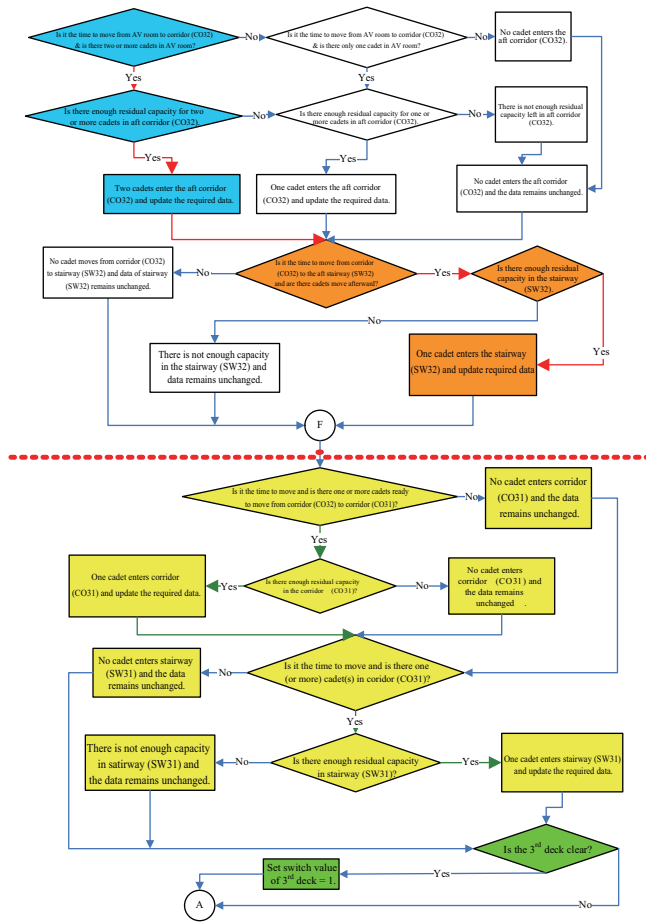 Is it the time to move from AV room to corridor (CO32)
& is there two or more cadets in AV room?
No
Is it the time to move from AV room to corridor (CO32)
& is there only one cadet in AV room?
No
No cadet enters the
aft corridor (CO32).
Yes
Yes
Is there enough residual capacity for two
or more cadets in aft corridor (CO32).
No
Is there enough residual capacity for one or
more cadets in aft corridor (CO32).
No
There is not enough residual
capacity left in aft corridor
(CO32).
Yes
Yes
Two cadets enter the aft corridor
(CO32) and update the required data.
One cadet enters the aft corridor
(CO32) and update the required data.
No cadet enters the aft corridor
(CO32) and the data remains unchanged.
No cadet moves from corridor (CO32)
to stairway (SW32) and data of stairway
(SW32) remains unchanged.
No
Is it the time to move from corridor
(CO32) to the aft stairway (SW32)
and are there cadets move afterward?
Yes
Is there enough residual
capacity in the stairway
(SW32).
No
Yes
There is not enough capacity
in the stairway (SW32) and
data remains unchanged.
One cadet enters the stairway
(SW32) and update required data
F
Is it the time to move and is there one or more cadets ready
to move from corridor (CO32) to corridor (CO31)?
No
No cadet enters corridor
(CO31) and the data
remains unchanged.
Yes
One cadet enters corridor
(CO31) and update the required data.
Yes
Is there enough residual capacity
in the corridor (CO31)?
No
No cadet enters
corridor (CO31) and
the data remains
unchanged .
No cadet enters stairway
(SW31) and the data
remains unchanged.
No
Is it the time to move and is there one
(or more) cadet(s) in coridor (CO31)?
Yes
There is not enough capacity
in satirway (SW31) and
the data remains unchanged.
No
Is there enough residual capacity
in stairway (SW31)?
Yes
One cadet enters stairway (SW31)
and update the required data.
Is the 3rd deck clear?
Set switch value
of 3rd deck = 1.
Yes
A
No